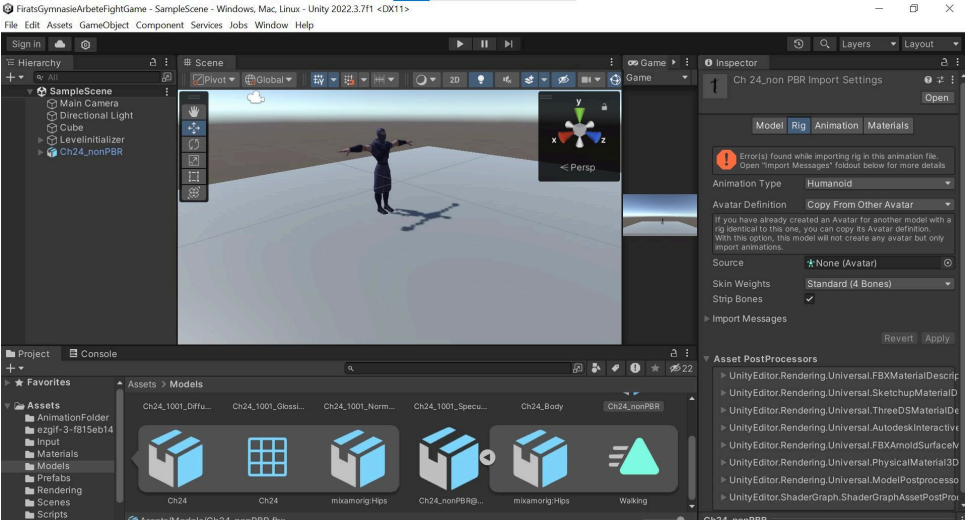 FiratsGymnasieArbeteFightGame - SampleScene - Windows, Mac, Linux - Unity 2022.3.7f1 <DX11>
File Edit Assets GameObject Component Services Jobs Window Help
Sign in
Layers
Layout
Hierarchy
Scene
Game
Inspector
All
Pivot
Global
2D
Game
Ch 24_non PBR Import Settings
Open
SampleScene
Main Camera
Directional Light
Cube
Levelinitializer
Ch24_nonPBR
y
x
z
Persp
Model
Rig
Animation
Materials
Error(s) found while importing rig in this animation file.
Open "Import Messages" foldout below for more details
Animation Type
Humanoid
Avatar Definition
Copy From Other Avatar
If you have already created an Avatar for another model with a
rig identical to this one, you can copy its Avatar definition.
With this option, this model will not create any avatar but only
import animations.
Source
None (Avatar)
Skin Weights
Standard (4 Bones)
Strip Bones
Import Messages
Revert
Apply
Asset PostProcessors
UnityEditor.Rendering.Universal.FBXMaterialDescrip
UnityEditor.Rendering.Universal.SketchupMaterialD
UnityEditor.Rendering.Universal.ThreeDSMaterialDe
UnityEditor.Rendering.Universal.AutodeskInteractive
UnityEditor.Rendering.Universal.FBXArnoldSurfaceM
UnityEditor.Rendering.Universal.PhysicalMaterial3D
UnityEditor.Rendering.Universal.ModelPostprocesso
UnityEditor.ShaderGraph.ShaderGraphAssetPostPro
Ch24_nonPBR
Project
Console
22
Favorites
Assets
AnimationFolder
ezgif-3-f815eb14
Input
Materials
Models
Prefabs
Rendering
Scenes
Scripts
Assets > Models
Ch24_1001_Diffu...
Ch24_1001_Glossi...
Ch24_1001_Norm...
Ch24_1001_Specu...
Ch24_Body
Ch24_nonPBR
Ch24
Ch24
mixamorig:Hips
Ch24_nonPBR@...
mixamorig:Hips
Walking
Assets/Models/Ch24_nonPBR.fbx